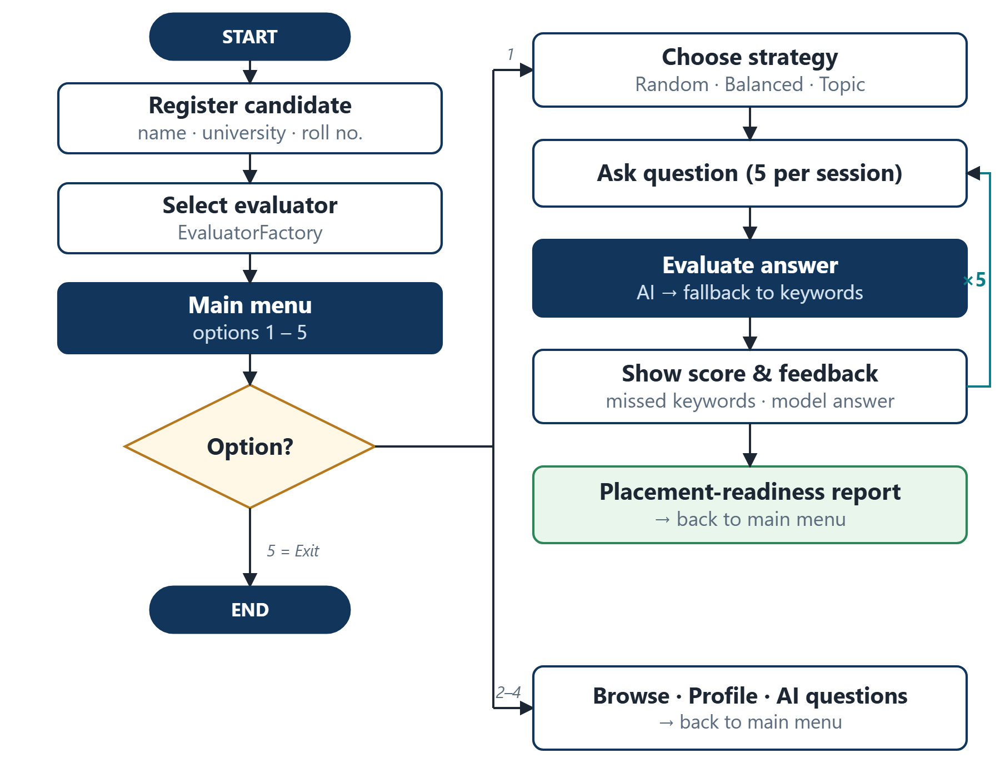 START
Register candidate
name · university · roll no.
Select evaluator
EvaluatorFactory
Main menu
options 1 – 5
Option?
5 = Exit
END
1
Choose strategy
Random · Balanced · Topic
Ask question (5 per session)
Evaluate answer
AI → fallback to keywords
×5
Show score & feedback
missed keywords · model answer
Placement-readiness report
→ back to main menu
2–4
Browse · Profile · AI questions
→ back to main menu